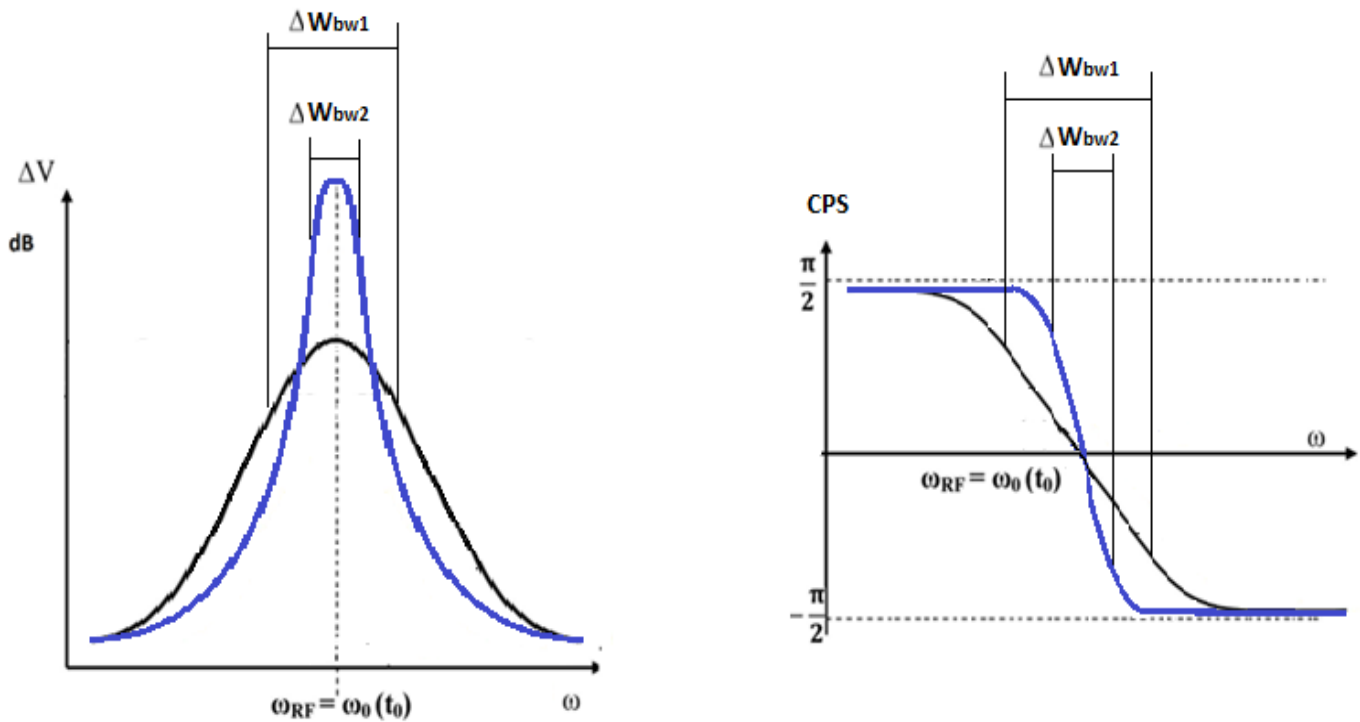 ΔWbw1
ΔWbw2
ΔV
dB
ωRF = ω0 (t0)
ω
ΔWbw1
ΔWbw2
CPS
π
2
ω
ωRF = ω0 (t0)
π
- 2